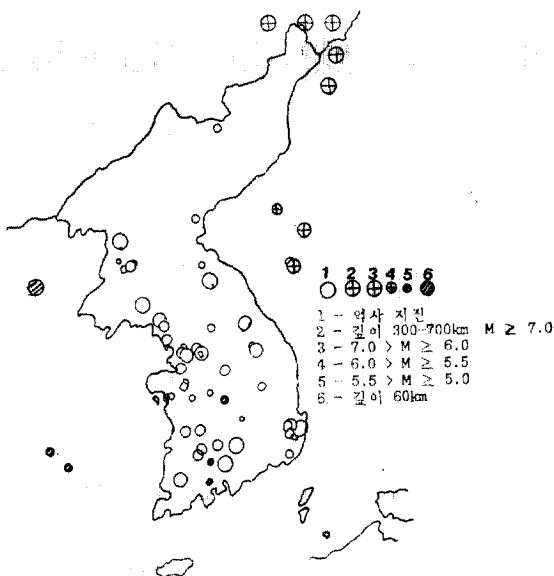 1 2 3 4 5 6
1 - 역사 지진
2 - 깊이 300-700km M ≥ 7.0
3 - 7.0 > M ≥ 6.0
4 - 6.0 > M ≥ 5.5
5 - 5.5 > M ≥ 5.0
6 - 깊이 60km